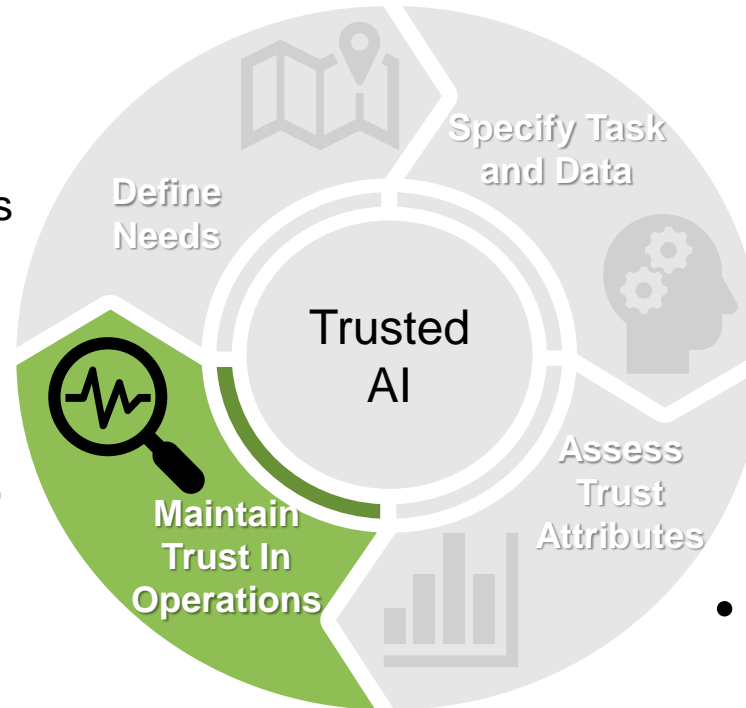 Specify Task
and Data
Define
Needs
s
Trusted
AI
Assess
Trust
Attributes
Maintain
Trust In
Operations
•